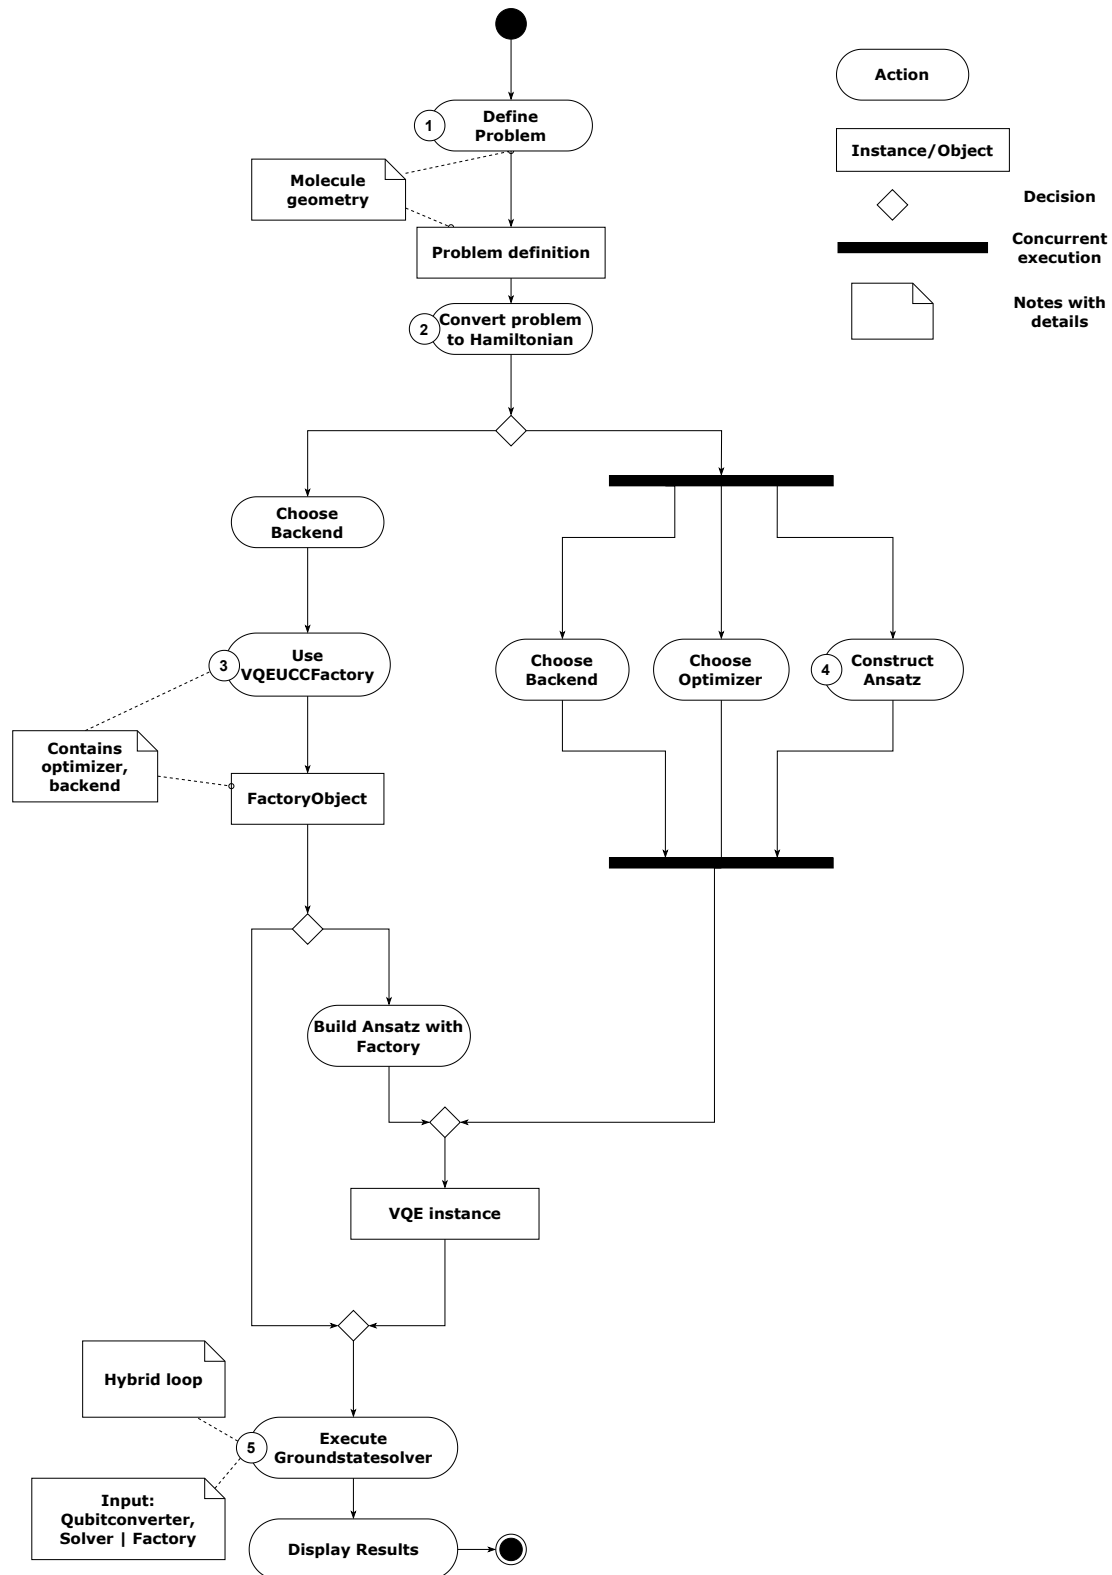 Action
1
Define
Problem
Instance/Object
Molecule
geometry
Decision
Problem definition
Concurrent
execution
2
Convert problem
to Hamiltonian
Notes with
details
Choose
Backend
3
Use
VQEUCCFactory
Choose
Backend
Choose
Optimizer
4
Construct
Ansatz
Contains
optimizer,
backend
FactoryObject
Build Ansatz with
Factory
VQE instance
Hybrid loop
5
Execute
Groundstatesolver
Input:
Qubitconverter,
Solver | Factory
Display Results